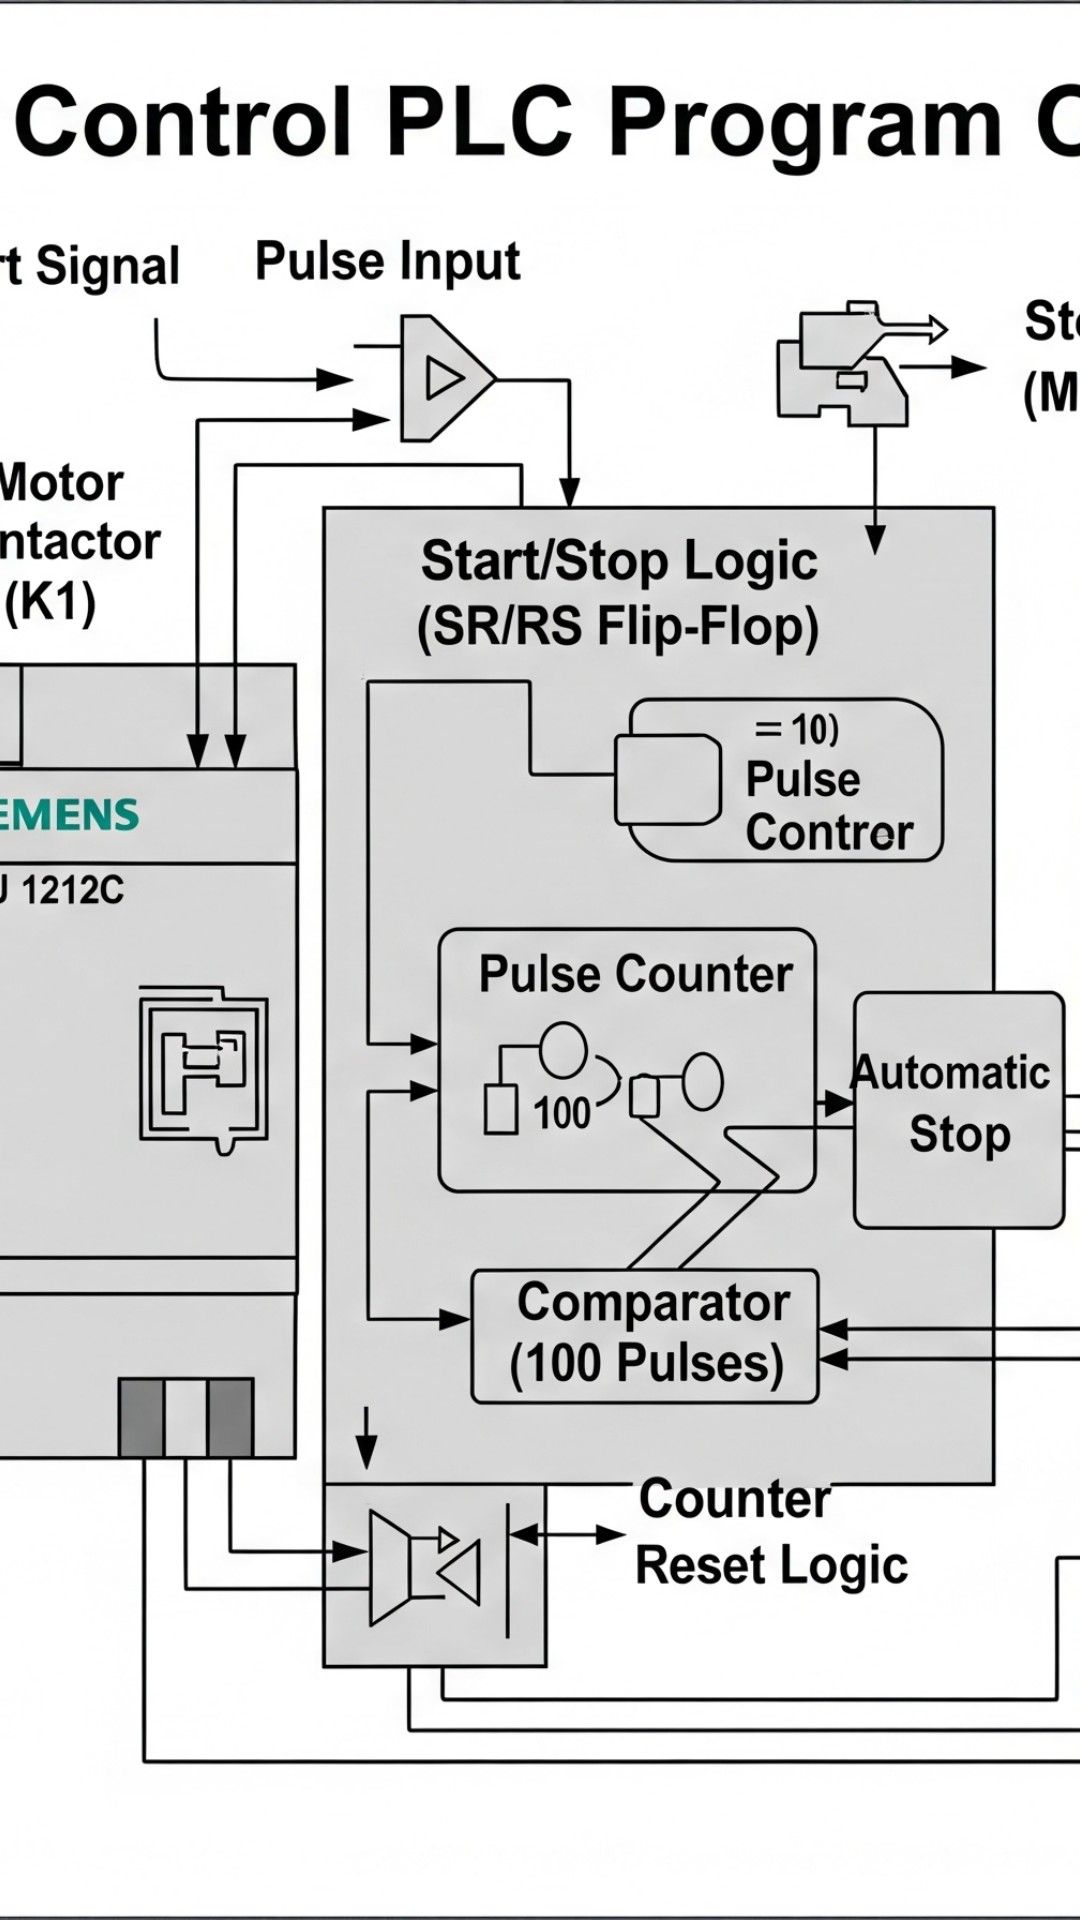 Control PLC Program C
rt Signal
Pulse Input
Sto
(M
Motor
ntactor
(K1)
Start/Stop Logic
(SR/RS Flip-Flop)
= 10)
Pulse
Contror
EMENS
U 1212C
Pulse Counter
100
Automatic
Stop
Comparator
(100 Pulses)
Counter
Reset Logic